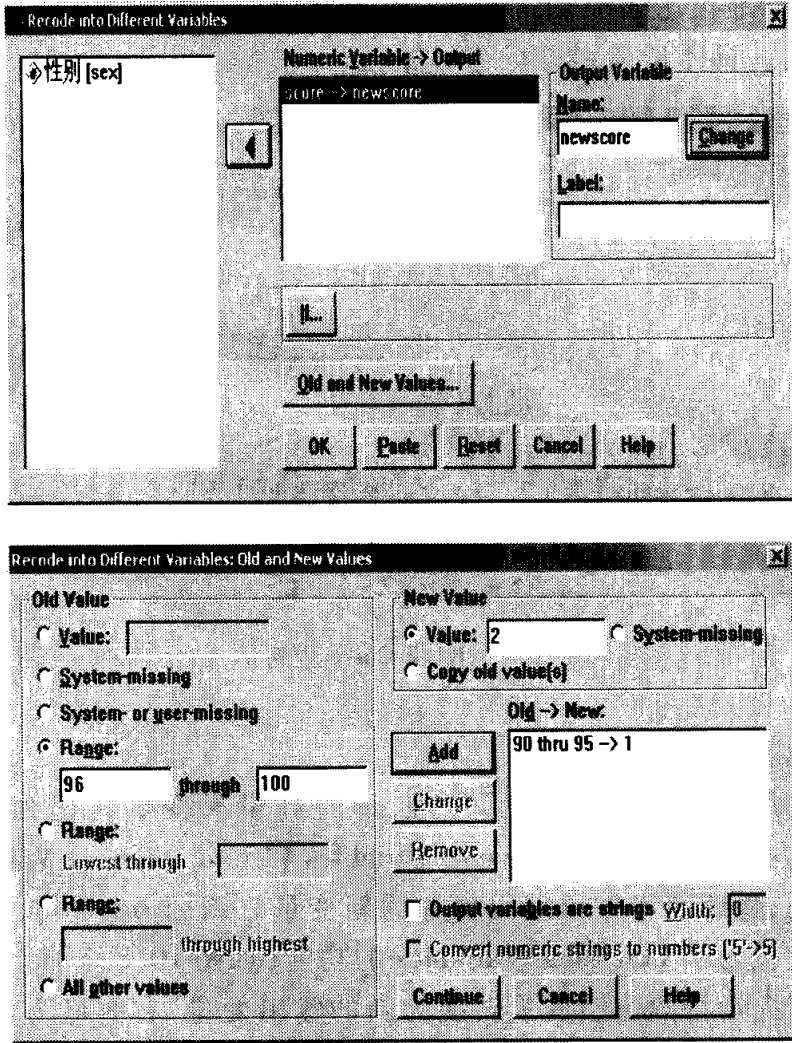 Recode into Different Variables
性别 [sex]
Numeric Variable -> Output
score -> newscore
Output Variable
Name:
newscore
Change
Label:
If...
Old and New Values...
OK
Paste
Reset
Cancel
Help
Recode into Different Variables: Old and New Values
Old Value
Value:
System-missing
System- or user-missing
Range:
96 through 100
Range:
Lowest through
Range:
through highest
All other values
New Value
Value: 2
System-missing
Copy old value(s)
Old -> New:
90 thru 95 -> 1
Add
Change
Remove
Output variables are strings Width: 8
Convert numeric strings to numbers ('5'->5)
Continue
Cancel
Help